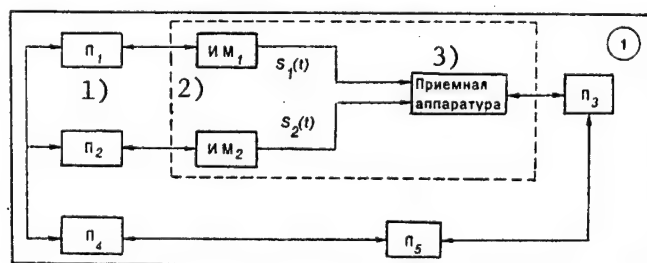 1
П₁
ИМ₁
S₁(t)
3)
1)
2)
Приемная
аппаратура
П₃
S₂(t)
П₂
ИМ₂
П₄
П₅